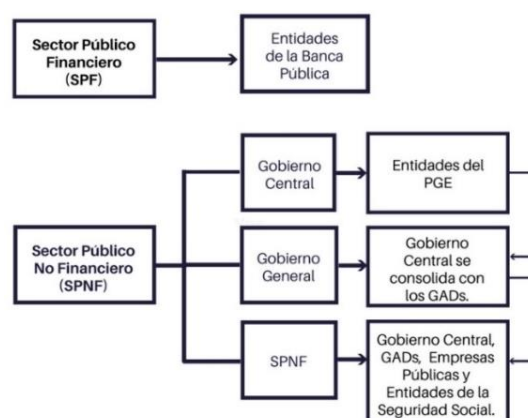 Sector Público
Financiero
(SPF)
Entidades
de la Banca
Pública
Sector Público
No Financiero
(SPNF)
Gobierno
Central
Entidades del
PGE
Gobierno
General
Gobierno
Central se
consolida con
los GADs.
SPNF
Gobierno Central,
GADs, Empresas
Públicas y
Entidades de la
Seguridad Social.